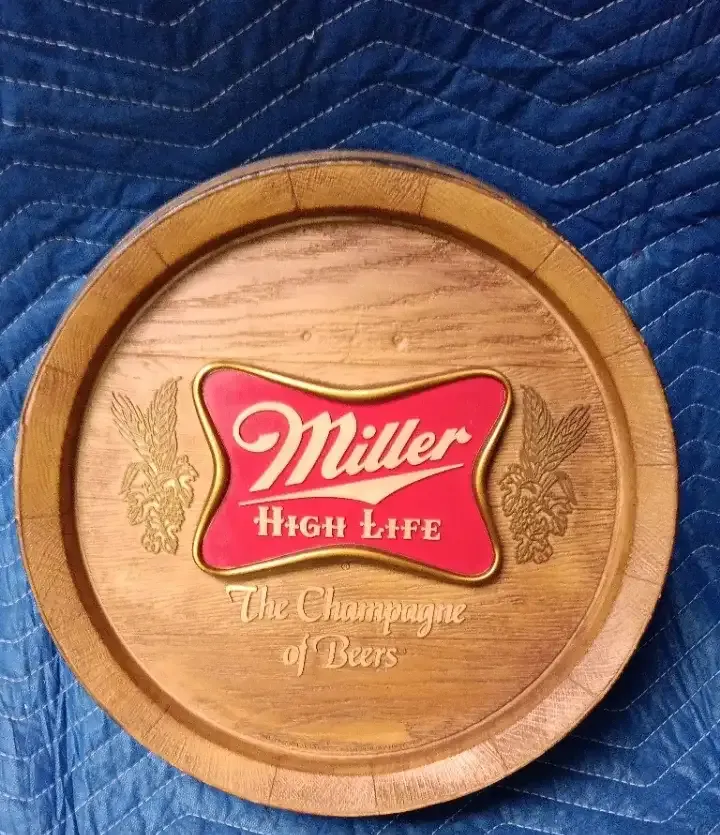 Miller
HIGH LIFE
The Champagne
of Beers